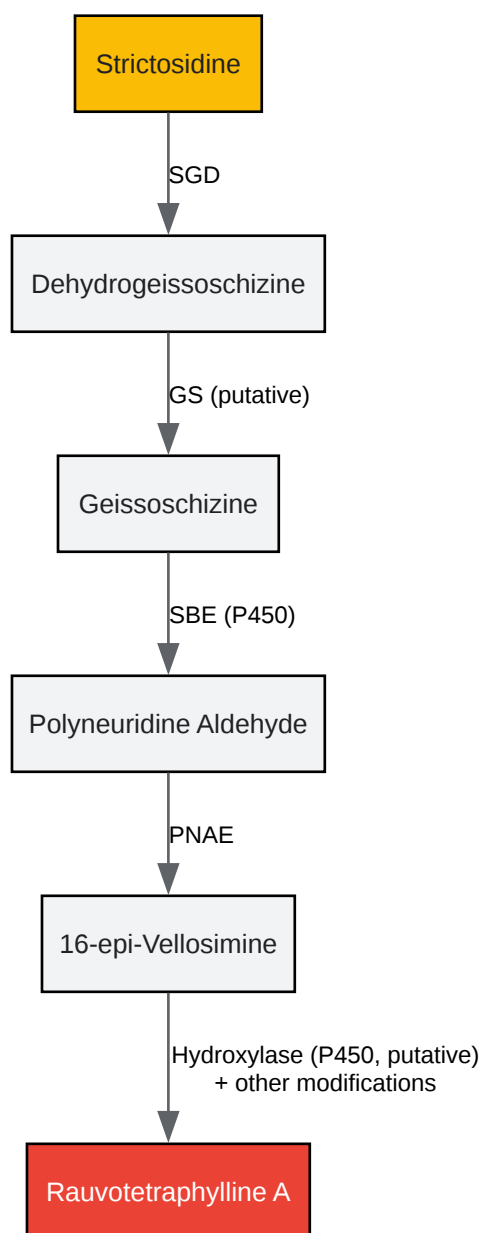 Strictosidine
SGD
Dehydrogeissoschizine
GS (putative)
Geissoschizine
SBE (P450)
Polyneuridine Aldehyde
PNAE
16-epi-Vellosimine
Hydroxylase (P450, putative)
+ other modifications
Rauvotetraphylline A